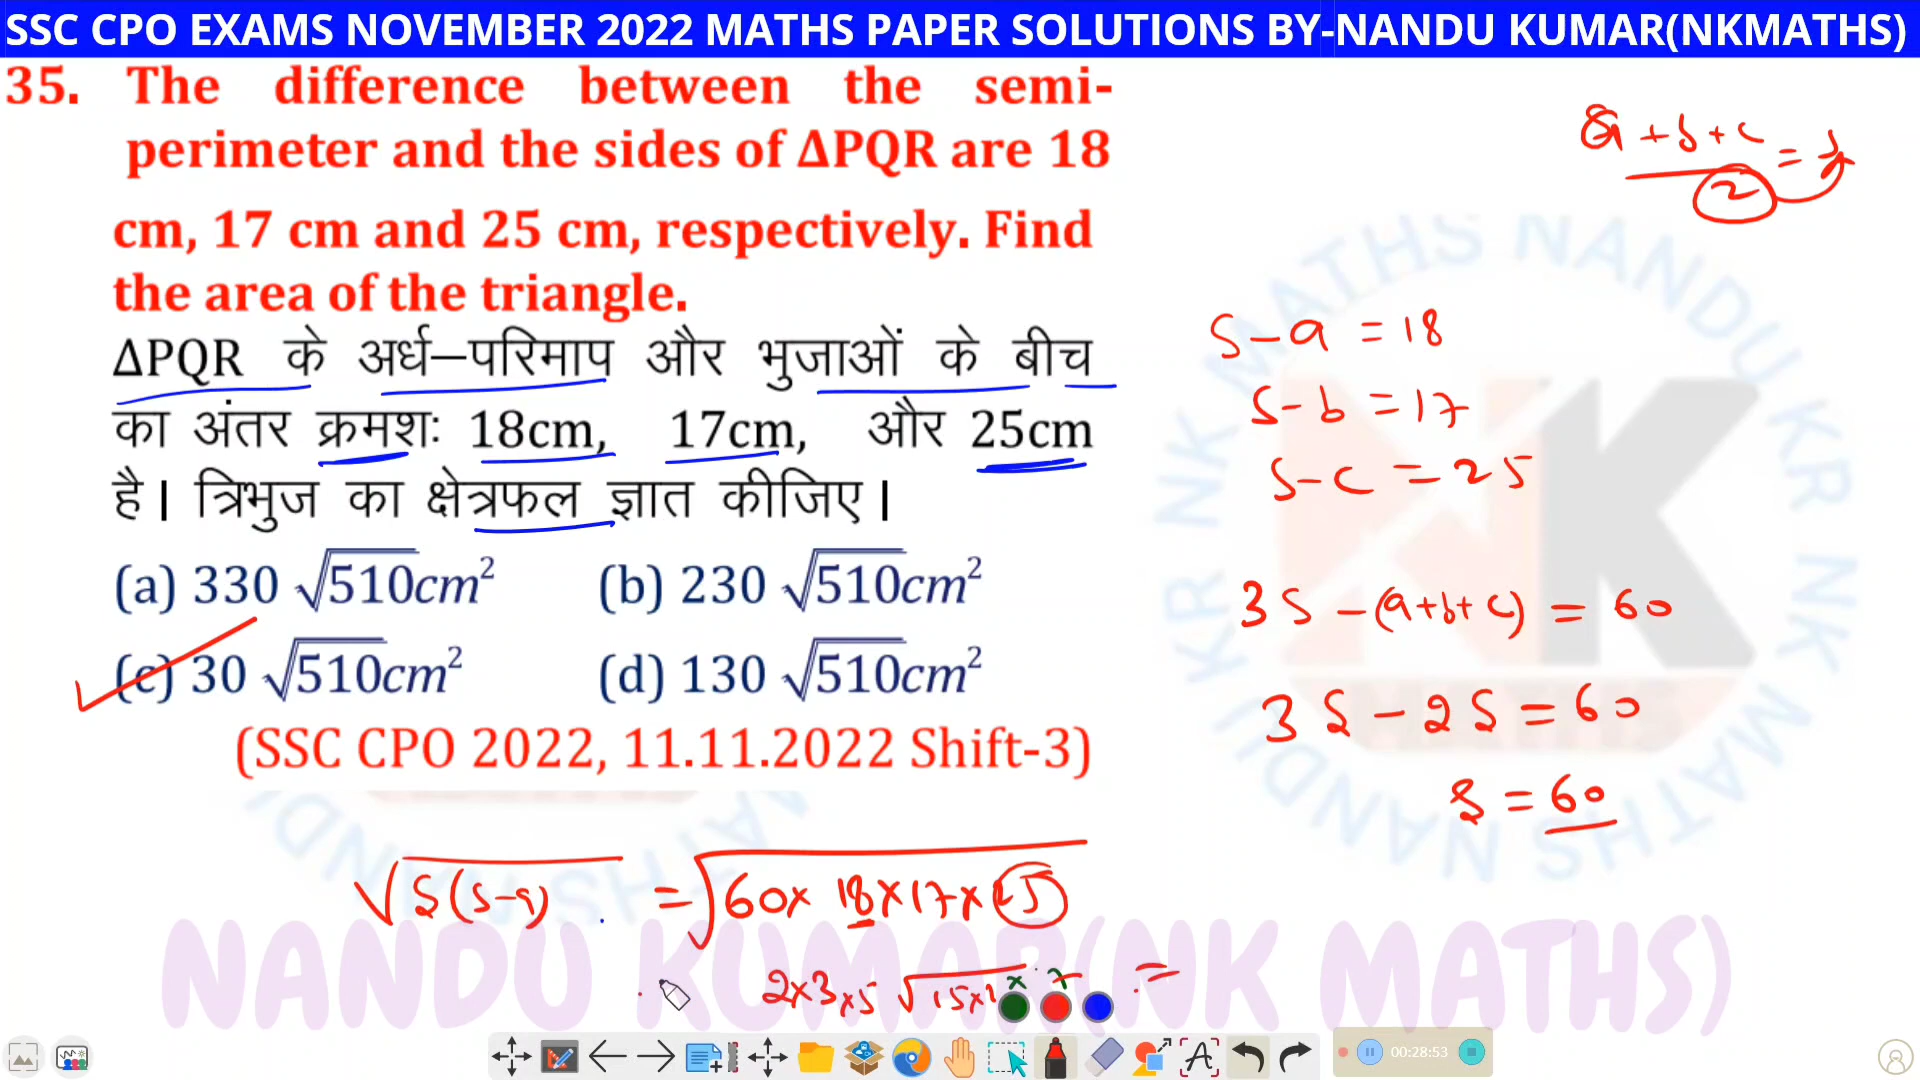 SSC CPO EXAMS NOVEMBER 2022 MATHS PAPER SOLUTIONS BY-NANDU KUMAR(NKMATHS)
35. The difference between the semi-
perimeter and the sides of ΔPQR are 18
cm, 17 cm and 25 cm, respectively. Find
the area of the triangle.
ΔPQR के अर्ध–परिमाप और भुजाओं के बीच
का अंतर क्रमशः 18cm, 17cm, और 25cm
है। त्रिभुज का क्षेत्रफल ज्ञात कीजिए।
(a) 330 √510cm² (b) 230 √510cm²
(c) 30 √510cm² (d) 130 √510cm²
(SSC CPO 2022, 11.11.2022 Shift-3)
a+b+c
2
S-a = 18
S-b = 17
S-c = 25
3S -(a+b+c) = 60
3S - 2S = 60
S = 60
√S(S-a) = √60× 18×17×25
2×3×5 √15×
NANDU KUMAR(NK MATHS)
00:28:53